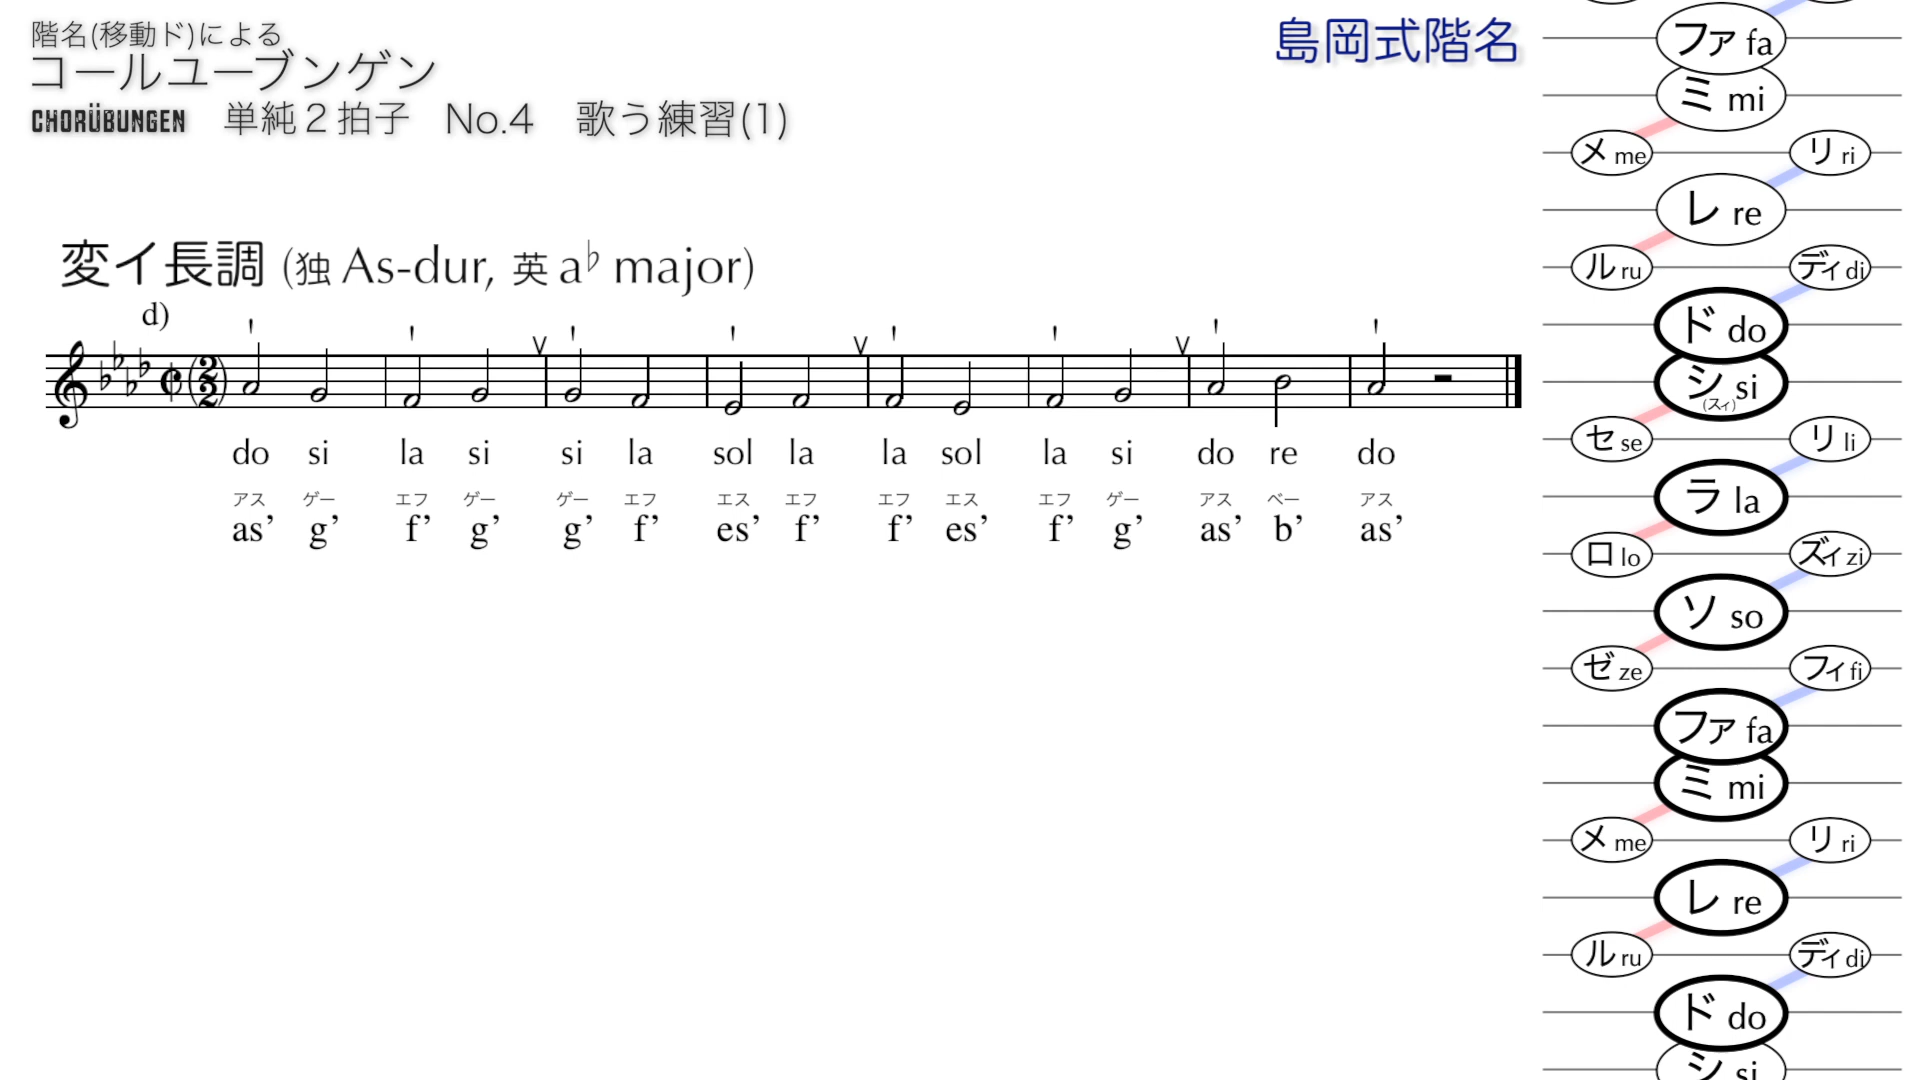 階名(移動ド)による
コールユーブンゲン
CHORÜBUNGEN 単純２拍子 No.4 歌う練習(1)
島岡式階名
変イ長調 (独 As-dur, 英 a♭ major)
d)
(2/2)
do si la si si la sol la la sol la si do re do
アス ゲー エフ ゲー ゲー エフ エス エフ エフ エス エフ ゲー アス ベー アス
as’ g’ f’ g’ g’ f’ es’ f’ f’ es’ f’ g’ as’ b’ as’
ファ fa
ミ mi
メ me リ ri
レ re
ル ru ディ di
ド do
シ si
(スィ)
セ se リ li
ラ la
ロ lo ズィ zi
ソ so
ゼ ze フィ fi
ファ fa
ミ mi
メ me リ ri
レ re
ル ru ディ di
ド do
シ si